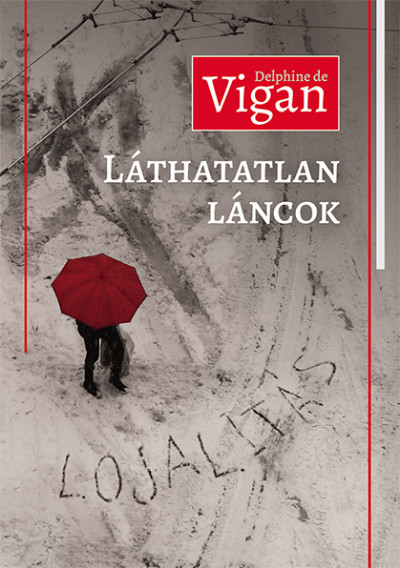 Delphine de
Vigan
LÁTHATATLAN
LÁNCOK
LOJALITÁS